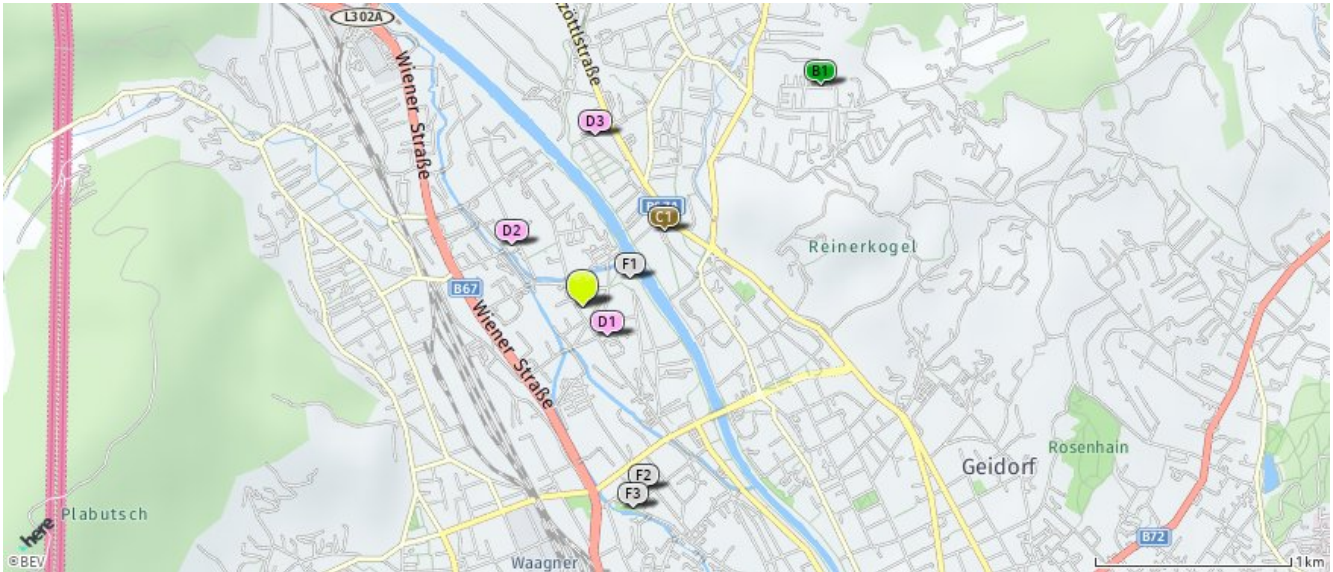 L302A
zöttlstraße
Wiener Straße
B1
D3
C1
D2
Reinerkogel
F1
B67
D1
Wiener Straße
Rosenhain
Geidorf
F2
F3
Plabutsch
here
B72
©BEV
Waagner
1km